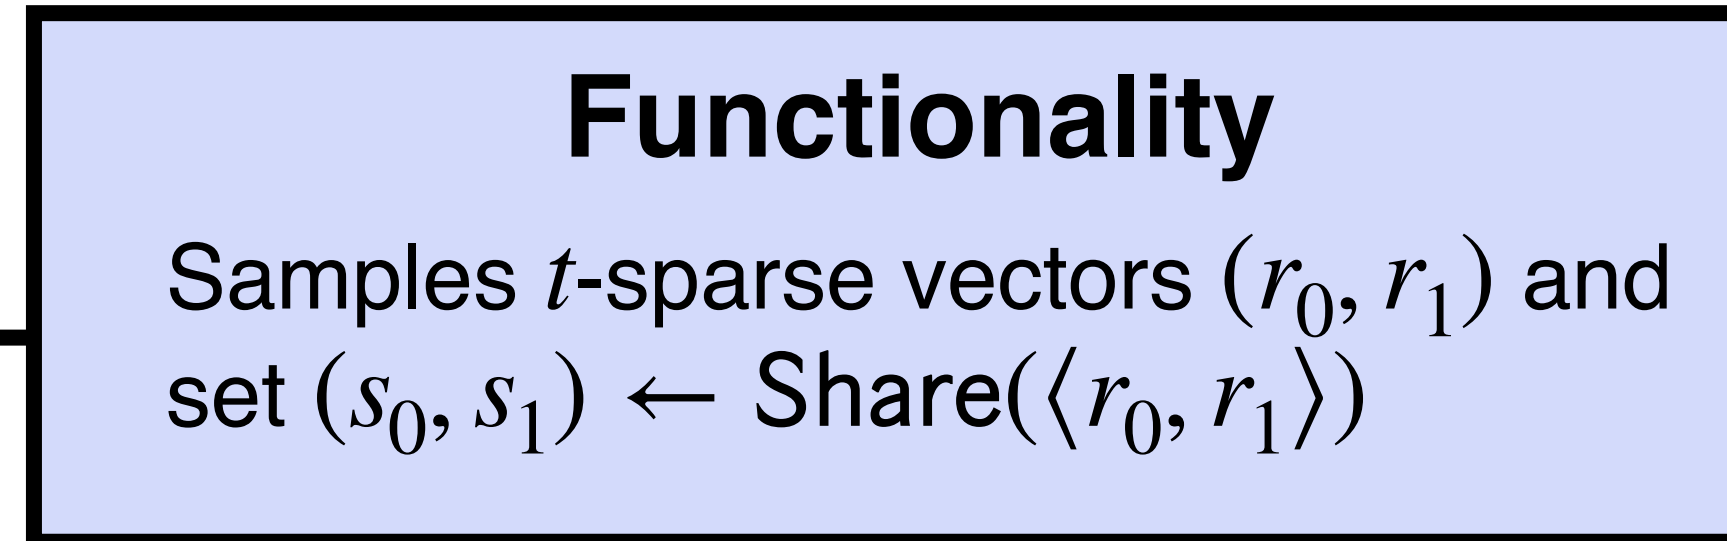 Functionality
Samples t-sparse vectors (r₀, r₁) and
set (s₀, s₁) ← Share(⟨r₀, r₁⟩)